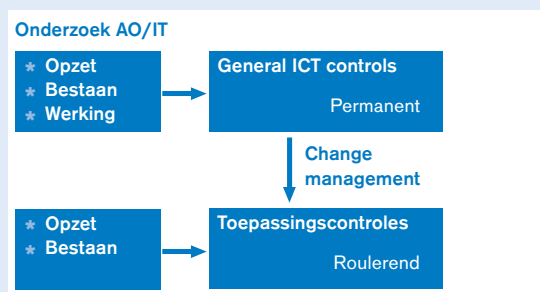 Onderzoek AO/IT
* Opzet
* Bestaan
* Werking
General ICT controls
Permanent
Change
management
* Opzet
* Bestaan
Toepassingscontroles
Roulerend